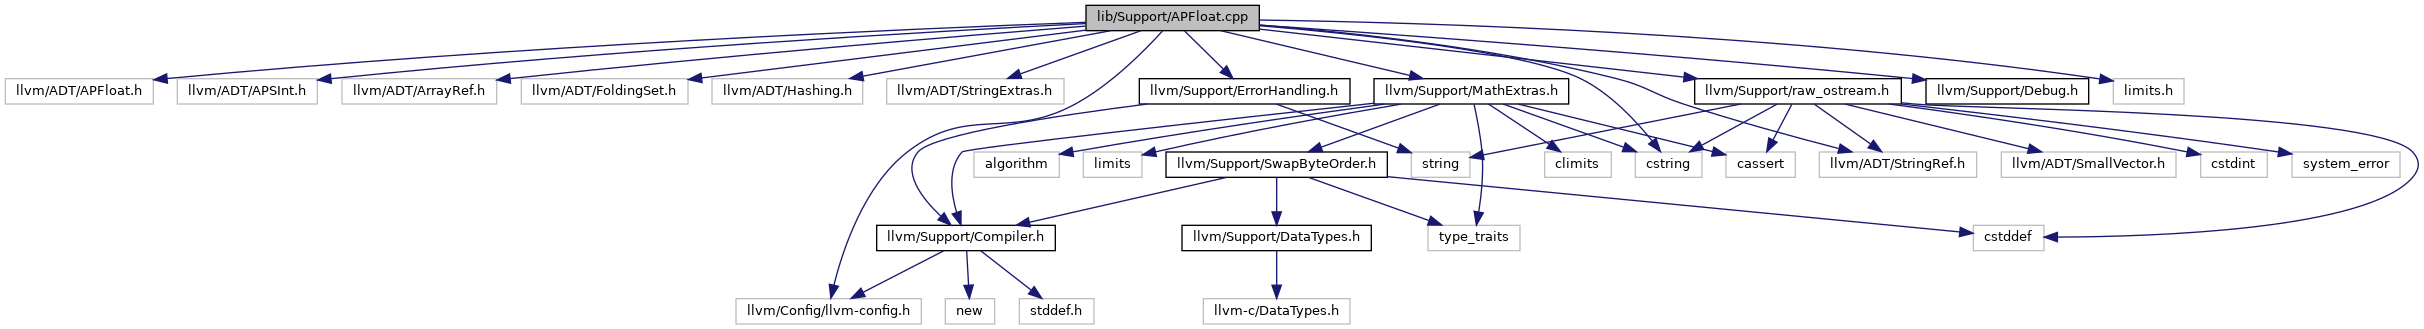 lib/Support/APFloat.cpp
llvm/ADT/APFloat.h
llvm/ADT/APSInt.h
llvm/ADT/ArrayRef.h
llvm/ADT/FoldingSet.h
llvm/ADT/Hashing.h
llvm/ADT/StringExtras.h
llvm/Support/ErrorHandling.h
llvm/Support/MathExtras.h
llvm/Support/raw_ostream.h
llvm/Support/Debug.h
limits.h
algorithm
limits
llvm/Support/SwapByteOrder.h
string
climits
cstring
cassert
llvm/ADT/StringRef.h
llvm/ADT/SmallVector.h
cstdint
system_error
llvm/Support/Compiler.h
llvm/Support/DataTypes.h
type_traits
cstddef
llvm/Config/llvm-config.h
new
stddef.h
llvm-c/DataTypes.h